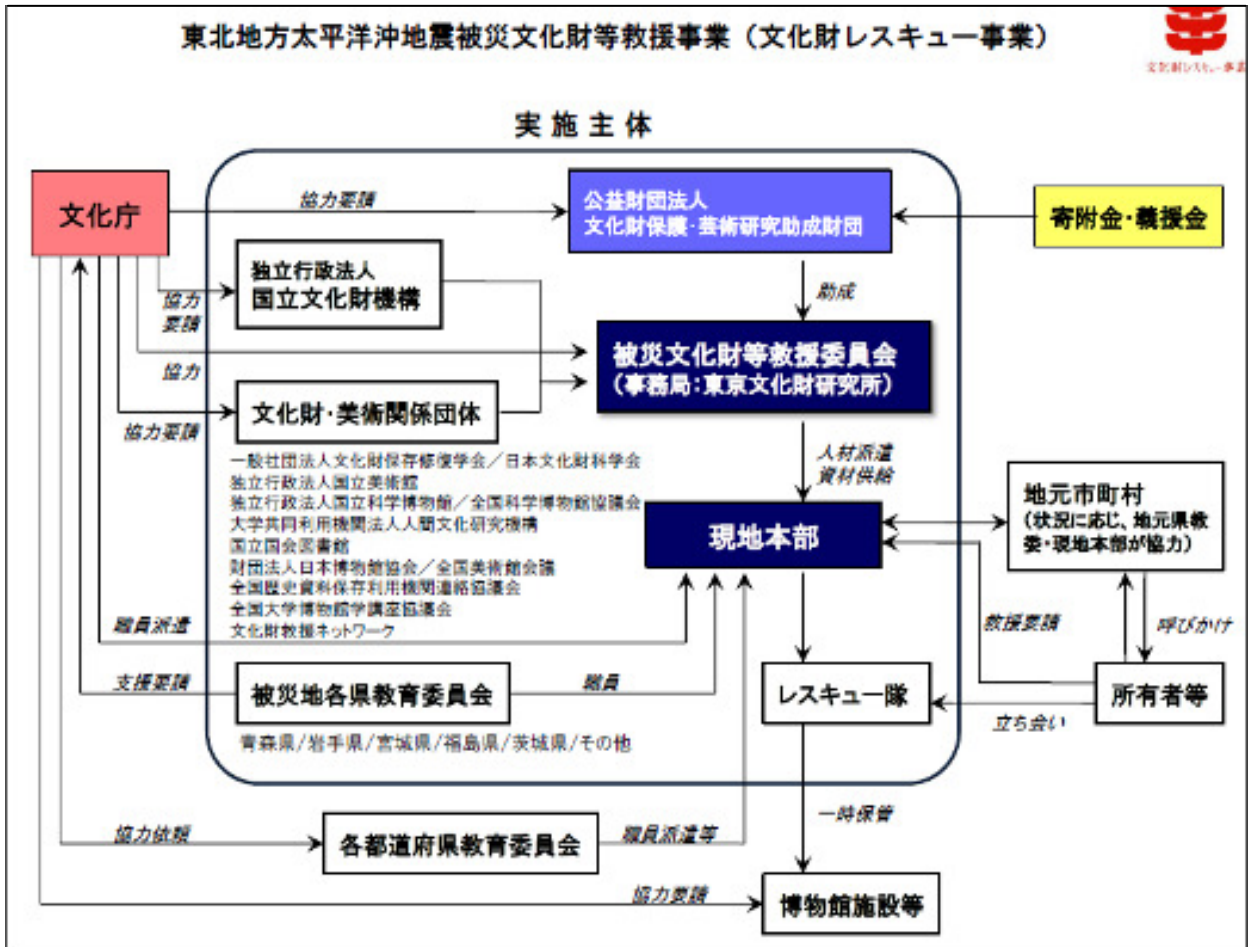 東北地方太平洋沖地震被災文化財等救援事業（文化財レスキュー事業）
文化財レスキュー事業
実施主体
文化庁
協力要請
公益財団法人
文化財保護・芸術研究助成財団
寄附金・義援金
独立行政法人
国立文化財機構
協力
要請
助成
被災文化財等救援委員会
（事務局：東京文化財研究所）
協力
文化財・美術関係団体
協力要請
一般社団法人文化財保存修復学会／日本文化財科学会
独立行政法人国立美術館
独立行政法人国立科学博物館／全国科学博物館協議会
大学共同利用機関法人人間文化研究機構
国立国会図書館
財団法人日本博物館協会／全国美術館会議
全国歴史資料保存利用機関連絡協議会
全国大学博物館学講座協議会
文化財救援ネットワーク
人材派遣
資材供給
現地本部
地元市町村
（状況に応じ、地元県教
委・現地本部が協力）
職員派遣
救援要請
呼びかけ
支援要請
被災地各県教育委員会
職員
レスキュー隊
立ち会い
所有者等
青森県/岩手県/宮城県/福島県/茨城県/その他
一時保管
協力依頼
各都道府県教育委員会
職員派遣等
協力要請
博物館施設等